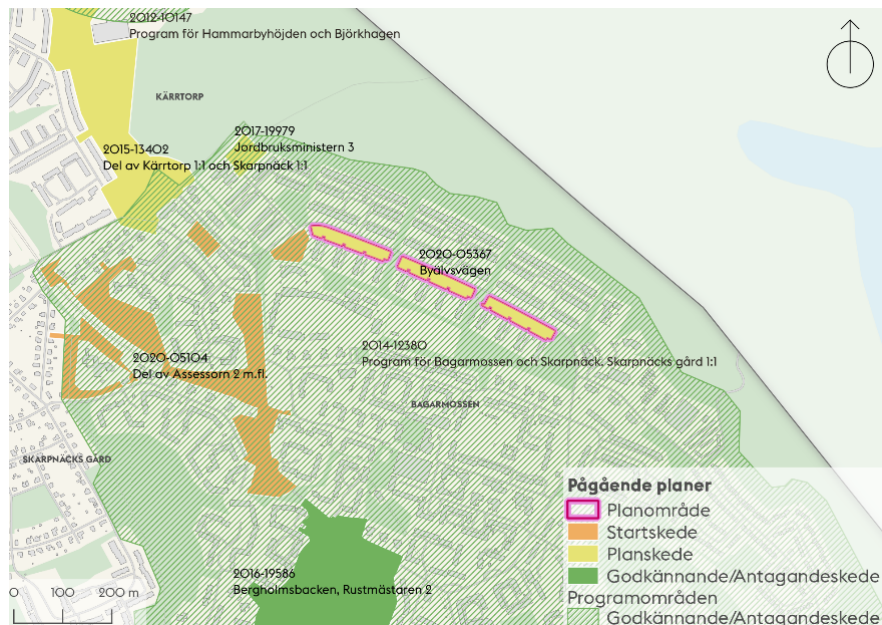 2012-10147
Program för Hammarbyhöjden och Björkhagen
KÄRRTORP
2017-19979
Jordbruksministern 3
2015-13402
Del av Kärrtorp 1:1 och Skarpnäck 1:1
2020-05367
Byälvsvägen
2014-12380
Program för Bagarmossen och Skarpnäck. Skarpnäcks gård 1:1
2020-05104
Del av Assessorn 2 m.fl.
BAGARMOSSEN
SKARPNÄCKS GÅRD
2016-19586
Bergholmsbacken, Rustmästaren 2
0 100 200 m
Pågående planer
Planområde
Startskede
Planskede
Godkännande/Antagandeskede
Programområden
Godkännande/Antagandeskede